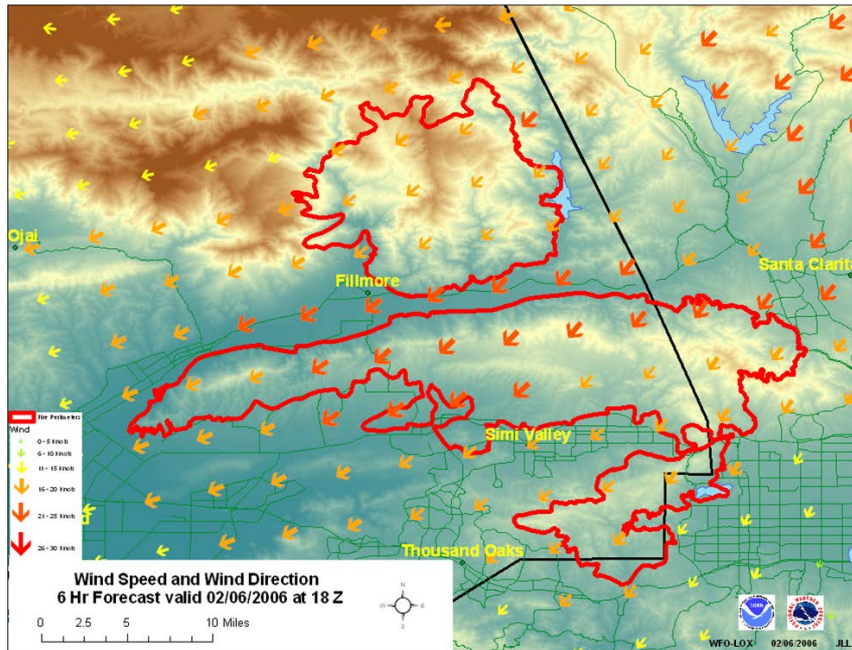 Ojai
Santa Clarita
Fillmore
Fire Perimeters
Wind
0 - 5 Knots
6 - 10 Knots
11 - 15 Knots
16 - 20 Knots
21 - 25 Knots
26 - 30 Knots
Simi Valley
d
Thousand Oaks
Wind Speed and Wind Direction
6 Hr Forecast valid 02/06/2006 at 18 Z
N
W
E
S
0 2.5 5 10 Miles
WFO-LOX 02/06/2006 JLL